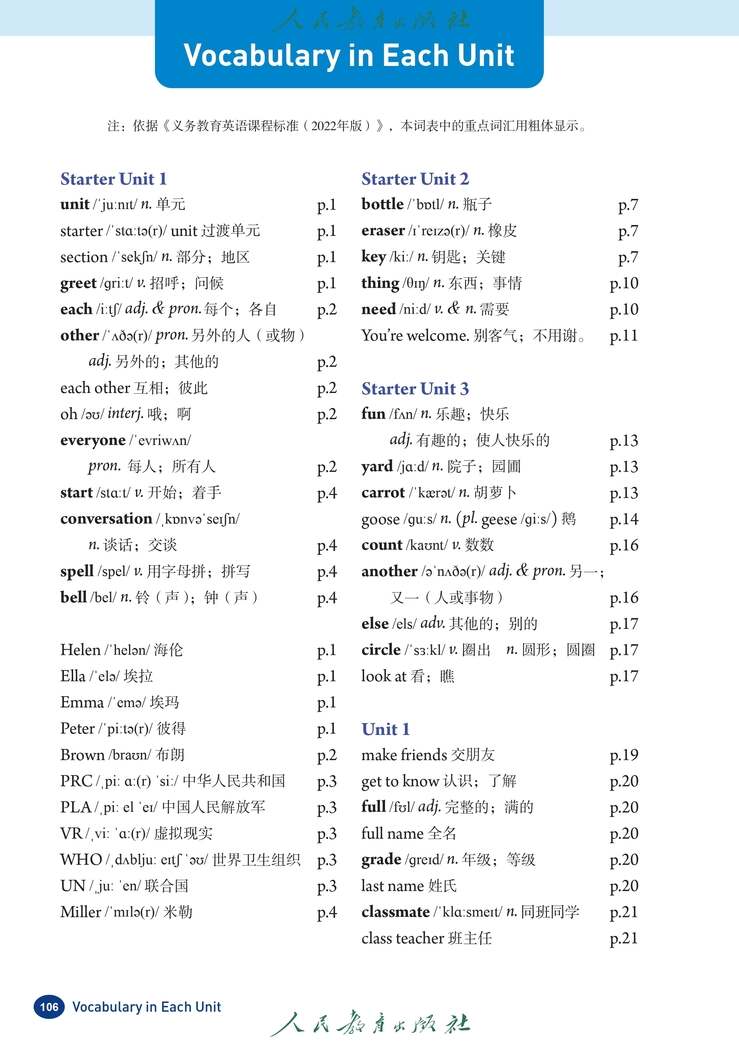 人民教育出版社
Vocabulary in Each Unit
注：依据《义务教育英语课程标准（2022年版）》，本词表中的重点词汇用粗体显示。
Starter Unit 1
unit /ˈjuːnɪt/ n. 单元 p.1
starter /ˈstɑːtə(r)/ unit 过渡单元 p.1
section /ˈsekʃn/ n. 部分；地区 p.1
greet /ɡriːt/ v. 招呼；问候 p.1
each /iːtʃ/ adj. & pron. 每个；各自 p.2
other /ˈʌðə(r)/ pron. 另外的人（或物）
adj. 另外的；其他的 p.2
each other 互相；彼此 p.2
oh /əʊ/ interj. 哦；啊 p.2
everyone /ˈevriwʌn/
pron. 每人；所有人 p.2
start /stɑːt/ v. 开始；着手 p.4
conversation /ˌkɒnvəˈseɪʃn/
n. 谈话；交谈 p.4
spell /spel/ v. 用字母拼；拼写 p.4
bell /bel/ n. 铃（声）；钟（声） p.4
Helen /ˈhelən/ 海伦 p.1
Ella /ˈelə/ 埃拉 p.1
Emma /ˈemə/ 埃玛 p.1
Peter /ˈpiːtə(r)/ 彼得 p.1
Brown /braʊn/ 布朗 p.2
PRC /ˌpiː ɑː(r) ˈsiː/ 中华人民共和国 p.3
PLA /ˌpiː el ˈeɪ/ 中国人民解放军 p.3
VR /ˌviː ˈɑː(r)/ 虚拟现实 p.3
WHO /ˌdʌbljuː eɪtʃ ˈəʊ/ 世界卫生组织 p.3
UN /ˌjuː ˈen/ 联合国 p.3
Miller /ˈmɪlə(r)/ 米勒 p.4
Starter Unit 2
bottle /ˈbɒtl/ n. 瓶子 p.7
eraser /ɪˈreɪzə(r)/ n. 橡皮 p.7
key /kiː/ n. 钥匙；关键 p.7
thing /θɪŋ/ n. 东西；事情 p.10
need /niːd/ v. & n. 需要 p.10
You're welcome. 别客气；不用谢。 p.11
Starter Unit 3
fun /fʌn/ n. 乐趣；快乐
adj. 有趣的；使人快乐的 p.13
yard /jɑːd/ n. 院子；园圃 p.13
carrot /ˈkærət/ n. 胡萝卜 p.13
goose /ɡuːs/ n. (pl. geese /ɡiːs/) 鹅 p.14
count /kaʊnt/ v. 数数 p.16
another /əˈnʌðə(r)/ adj. & pron. 另一；
又一（人或事物） p.16
else /els/ adv. 其他的；别的 p.17
circle /ˈsɜːkl/ v. 圈出 n. 圆形；圆圈 p.17
look at 看；瞧 p.17
Unit 1
make friends 交朋友 p.19
get to know 认识；了解 p.20
full /fʊl/ adj. 完整的；满的 p.20
full name 全名 p.20
grade /ɡreɪd/ n. 年级；等级 p.20
last name 姓氏 p.20
classmate /ˈklɑːsmeɪt/ n. 同班同学 p.21
class teacher 班主任 p.21
106 Vocabulary in Each Unit
人民教育出版社